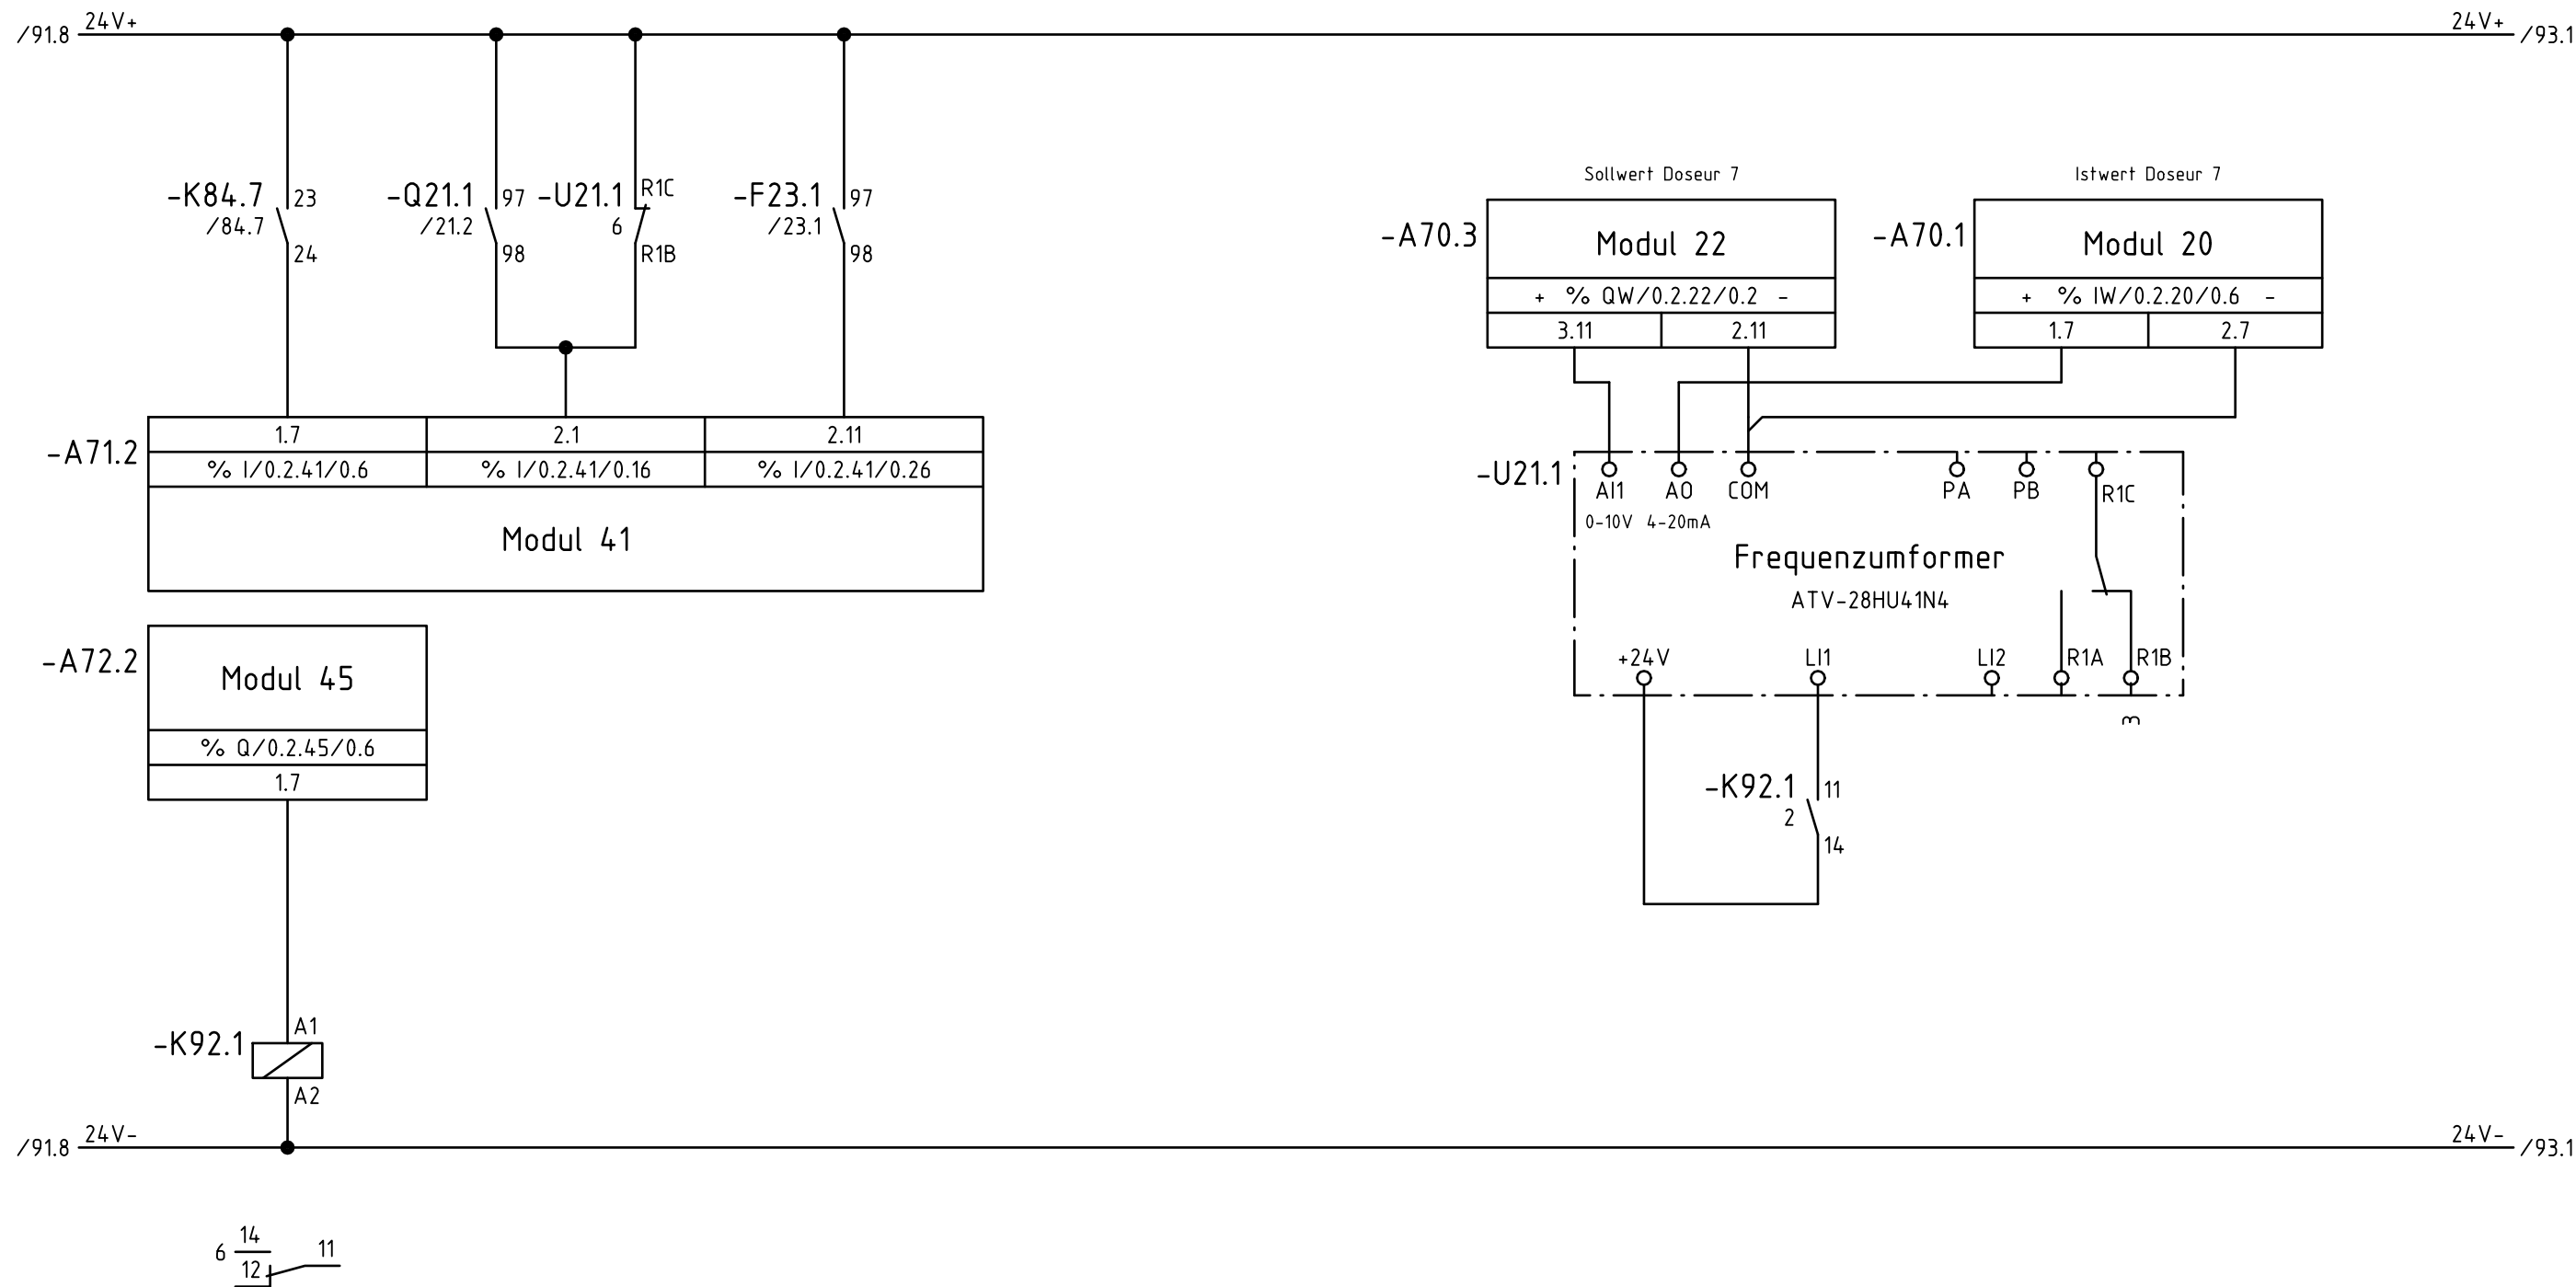 24V+ 24V+
/91.8 /93.1
Sollwert Doseur 7 Istwert Doseur 7
-K84.7 23 -Q21.1 97 -U21.1 R1C -F23.1 97
/84.7 /21.2 6 /23.1
24 98 R1B 98
-A70.3 Modul 22 -A70.1 Modul 20
+ % QW/0.2.22/0.2 - + % IW/0.2.20/0.6 -
3.11 2.11 1.7 2.7
-A71.2 1.7 2.1 2.11
% I/0.2.41/0.6 % I/0.2.41/0.16 % I/0.2.41/0.26
Modul 41
-U21.1 AI1 AO COM PA PB R1C
0-10V 4-20mA
Frequenzumformer
ATV-28HU41N4
+24V LI1 LI2 R1A R1B
3
-A72.2 Modul 45
% Q/0.2.45/0.6
1.7
-K92.1 11
2
14
A1
-K92.1
A2
24V- 24V-
/91.8 /93.1
14
6 11
12